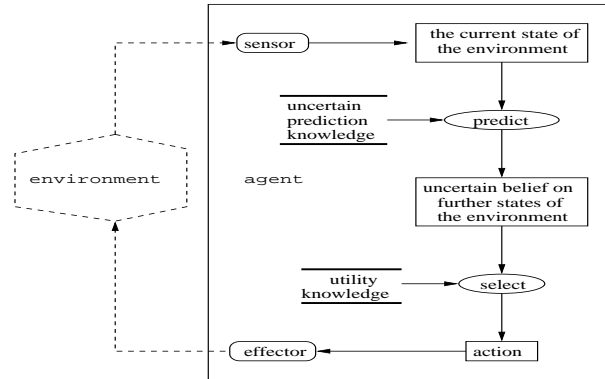 sensor
the current state of
the environment
uncertain
prediction
knowledge
predict
environment
agent
uncertain belief on
further states of
the environment
utility
knowledge
select
effector
action